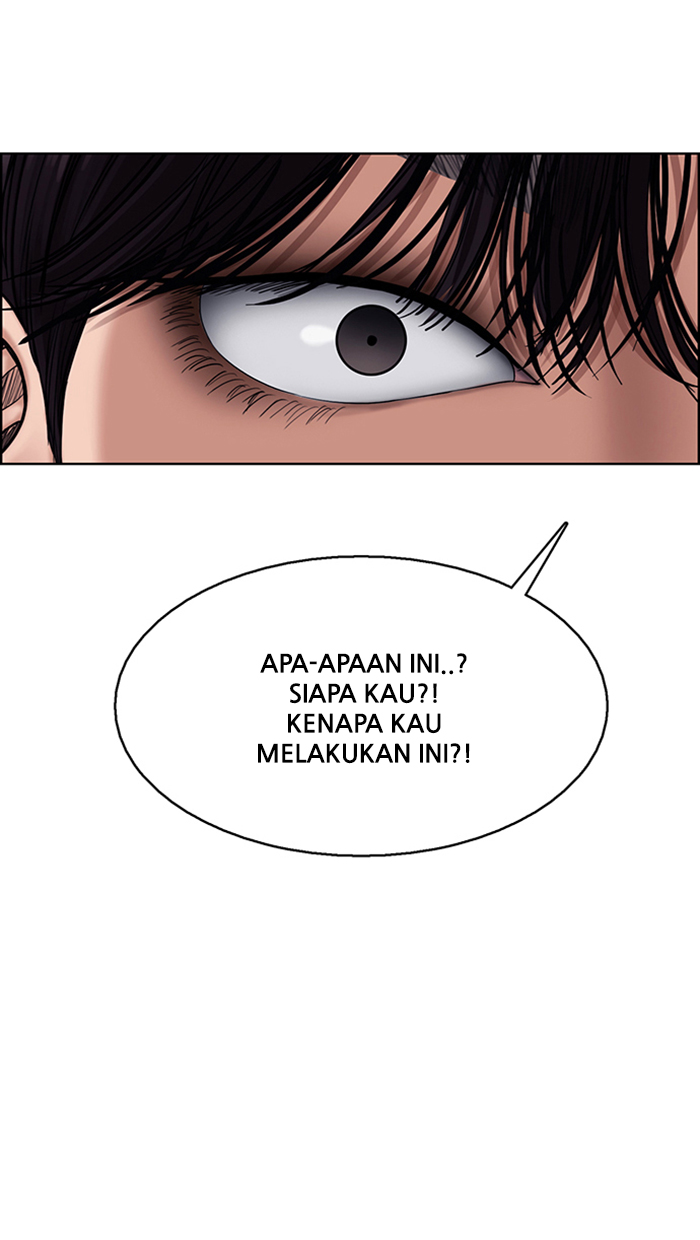 APA-APAAN INI..?
SIAPA KAU?!
KENAPA KAU
MELAKUKAN INI?!